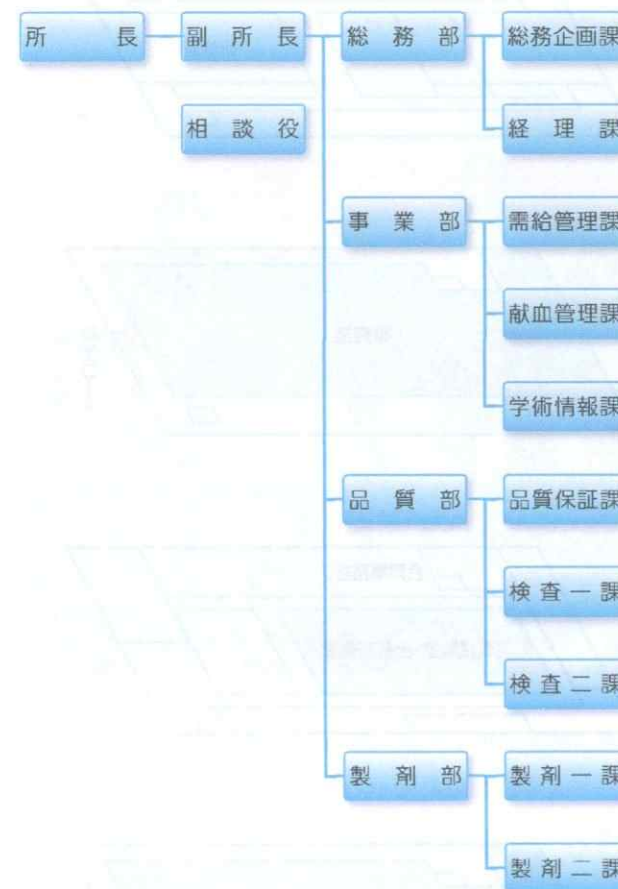 所長 副所長 総務部 総務企画課
相談役 経理課
事業部 需給管理課
献血管理課
学術情報課
品質部 品質保証課
検査一課
検査二課
製剤部 製剤一課
製剤二課